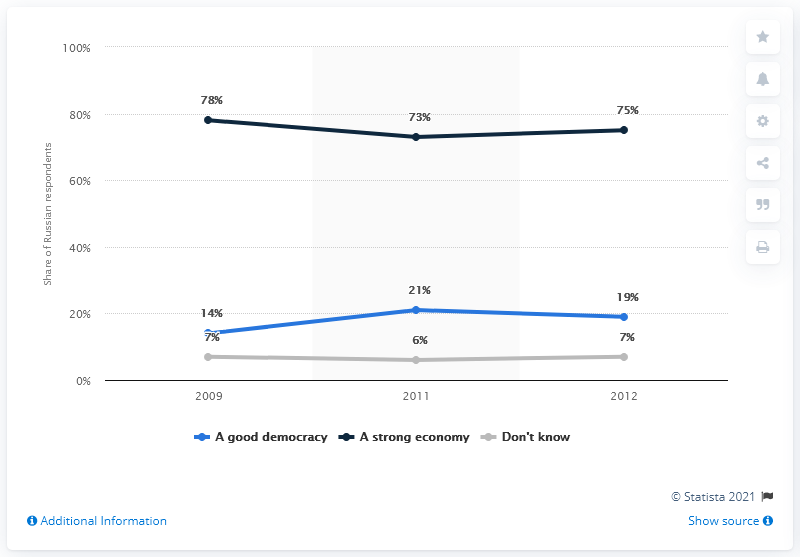 100%
80%
60%
40%
20%
0%
Share of Russian respondents
78%
73%
75%
14%
21%
19%
7%
6%
7%
2009
2011
2012
A good democracy
A strong economy
Don't know
© Statista 2021
Additional Information
Show source